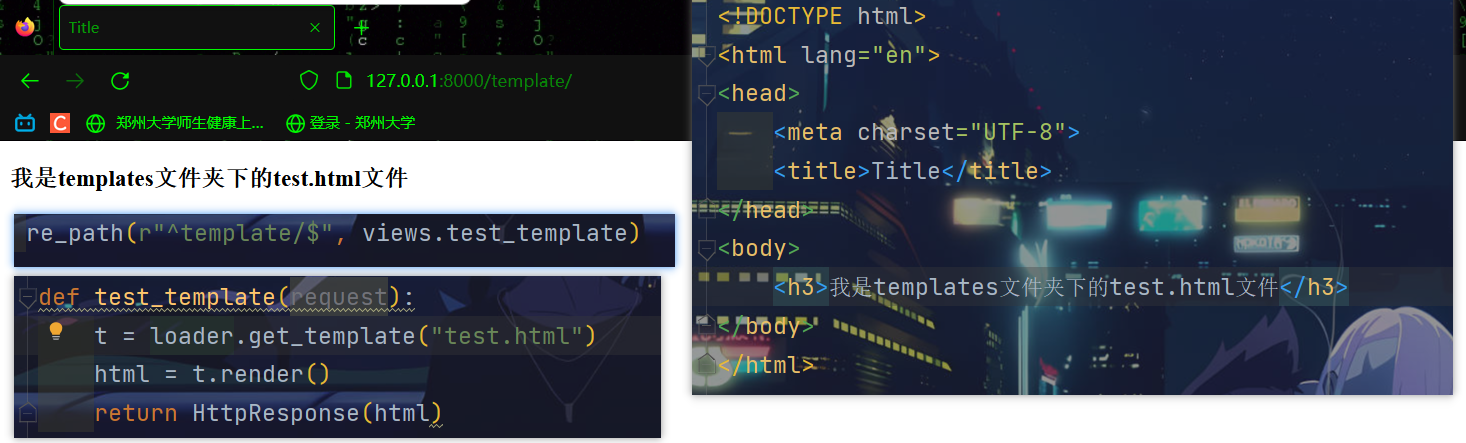 Title
127.0.0.1:8000/template/
郑州大学师生健康上...
登录 - 郑州大学
我是templates文件夹下的test.html文件
re_path(r"^template/$", views.test_template)
def test_template(request):
t = loader.get_template("test.html")
html = t.render()
return HttpResponse(html)
<!DOCTYPE html>
<html lang="en">
<head>
<meta charset="UTF-8">
<title>Title</title>
</head>
<body>
<h3>我是templates文件夹下的test.html文件</h3>
</body>
</html>